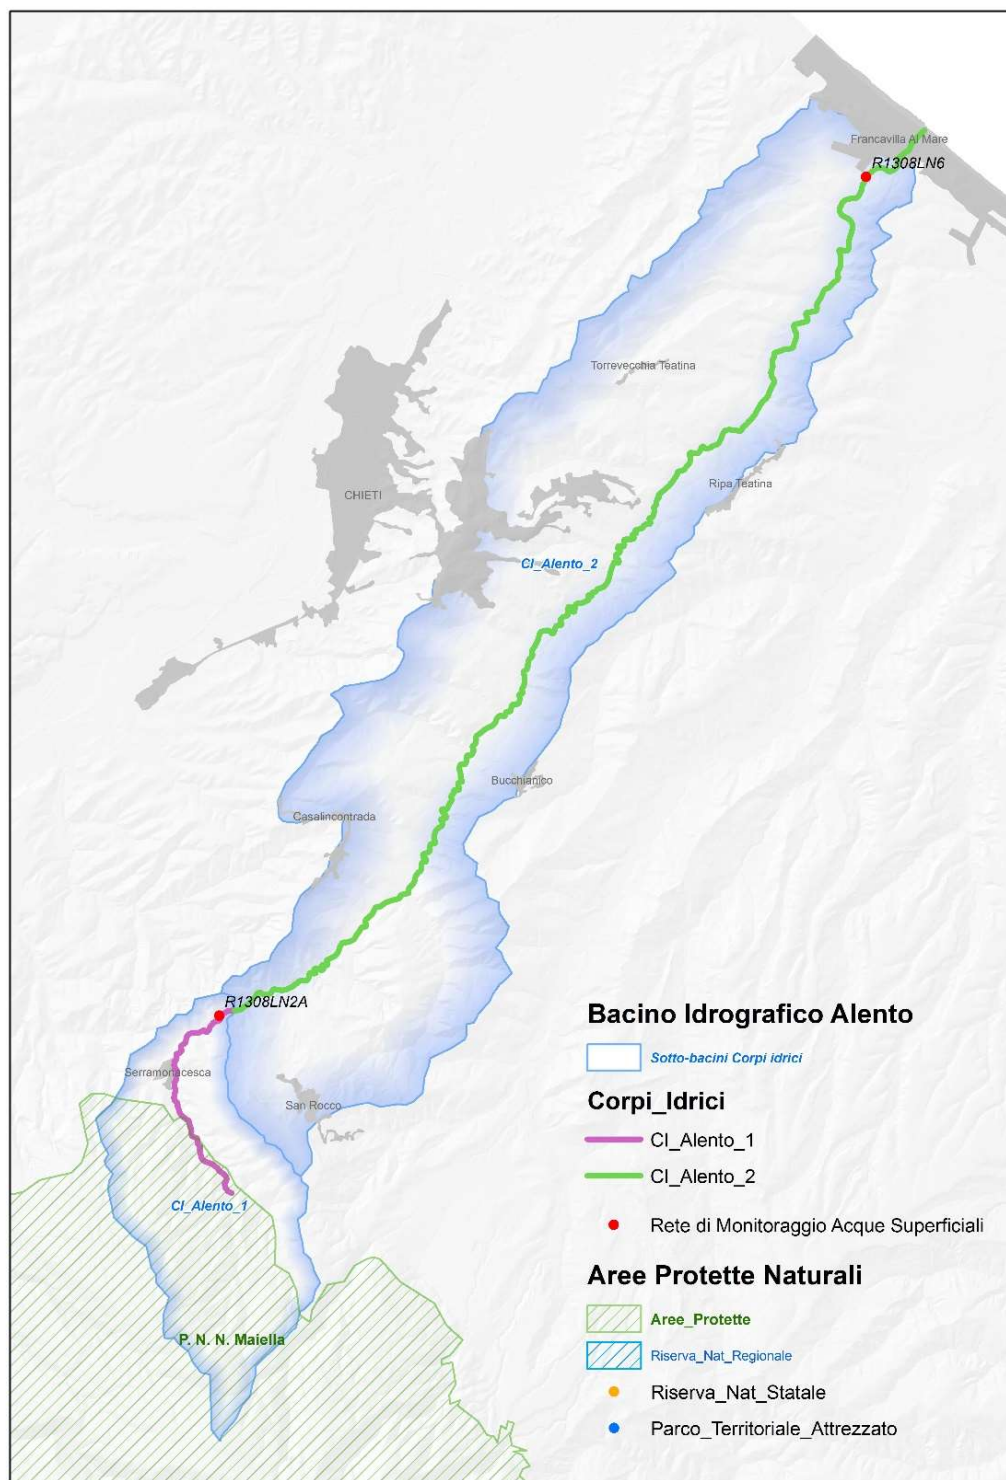 Francavilla Al Mare
R1308LN6
Torrevecchia Teatina
Ripa Teatina
CHIETI
CI_Alento_2
Bucchianico
Casalincontrada
R1308LN2A
Serramonacesca
San Rocco
CI_Alento_1
P. N. N. Maiella
Bacino Idrografico Alento
Sotto-bacini Corpi idrici
Corpi_Idrici
CI_Alento_1
CI_Alento_2
Rete di Monitoraggio Acque Superficiali
Aree Protette Naturali
Aree_Protette
Riserva_Nat_Regionale
Riserva_Nat_Statale
Parco_Territoriale_Attrezzato